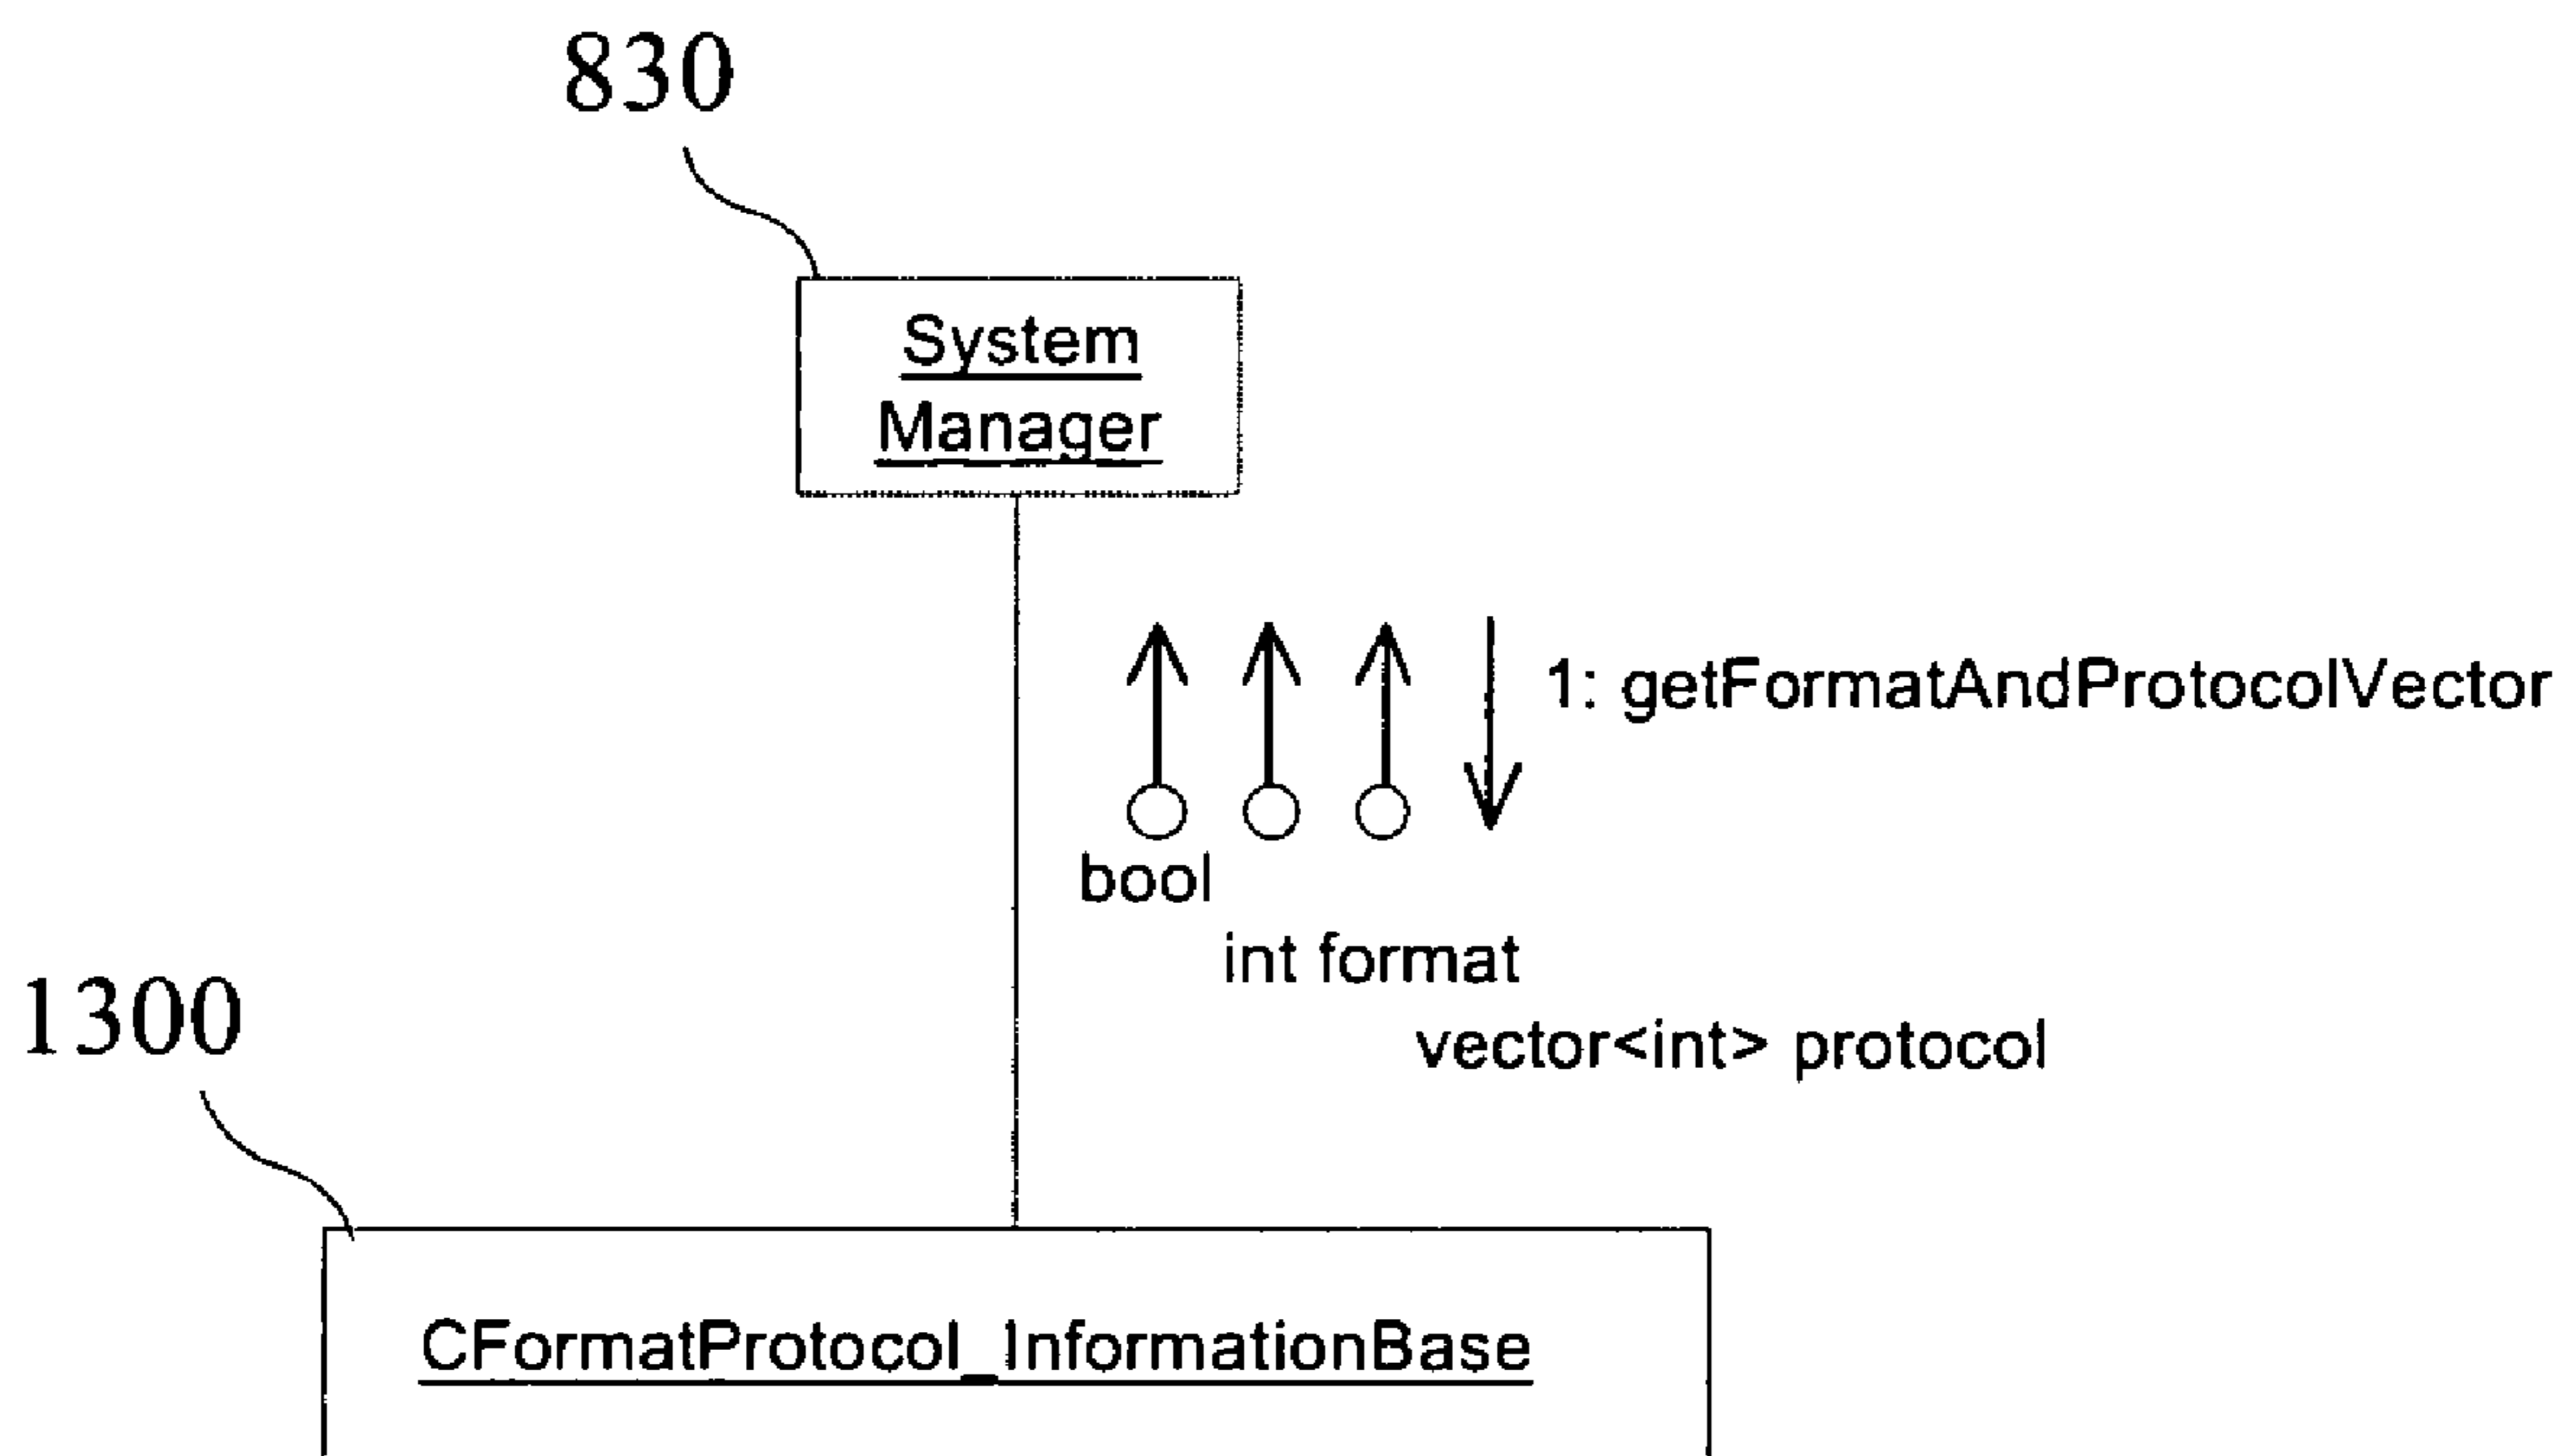 830
System
Manager
1: getFormatAndProtocolVector
bool
int format
vector<int> protocol
1300
CFormatProtocol_InformationBase